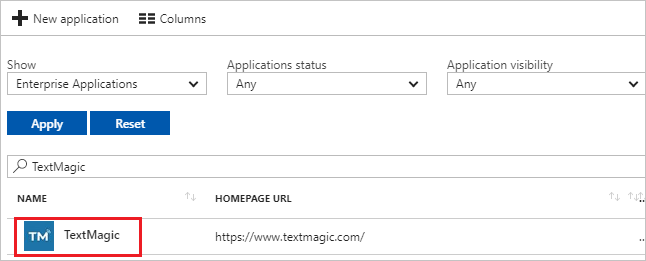 New application Columns
Show Applications status Application visibility
Enterprise Applications Any Any
Apply Reset
TextMagic
NAME HOMEPAGE URL ...
TM TextMagic https://www.textmagic.com/ ..